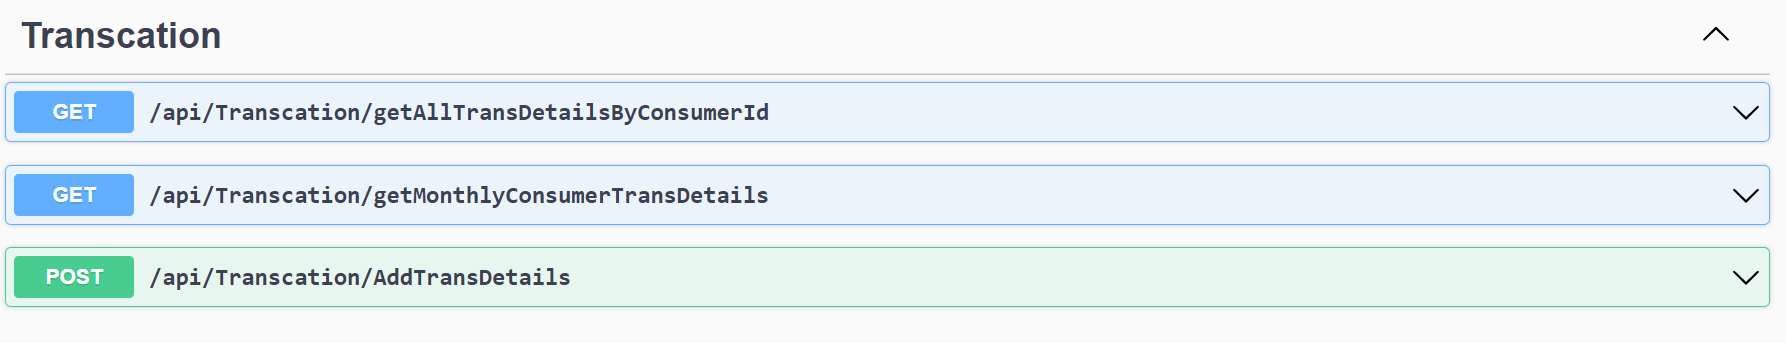 Transcation
GET /api/Transcation/getAllTransDetailsByConsumerId
GET /api/Transcation/getMonthlyConsumerTransDetails
POST /api/Transcation/AddTransDetails